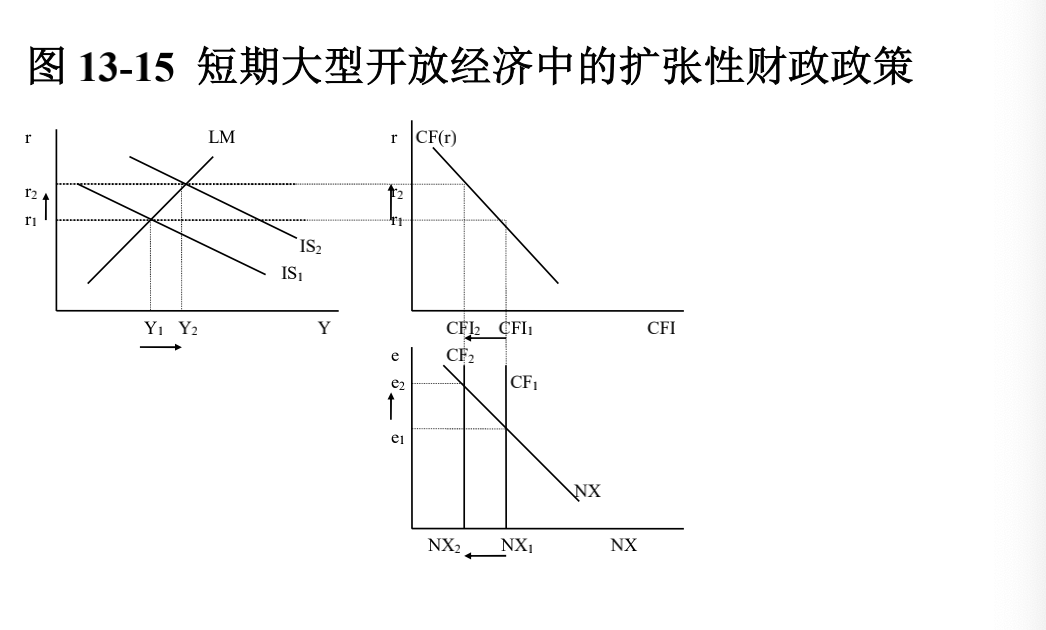 图 13-15 短期大型开放经济中的扩张性财政政策
r
LM
r₂
r₁
IS₂
IS₁
Y₁ Y₂
Y
r
CF(r)
r₂
r₁
CFI₂ CFI₁
CFI
e
CF₂
e₂
CF₁
e₁
NX
NX₂ NX₁
NX